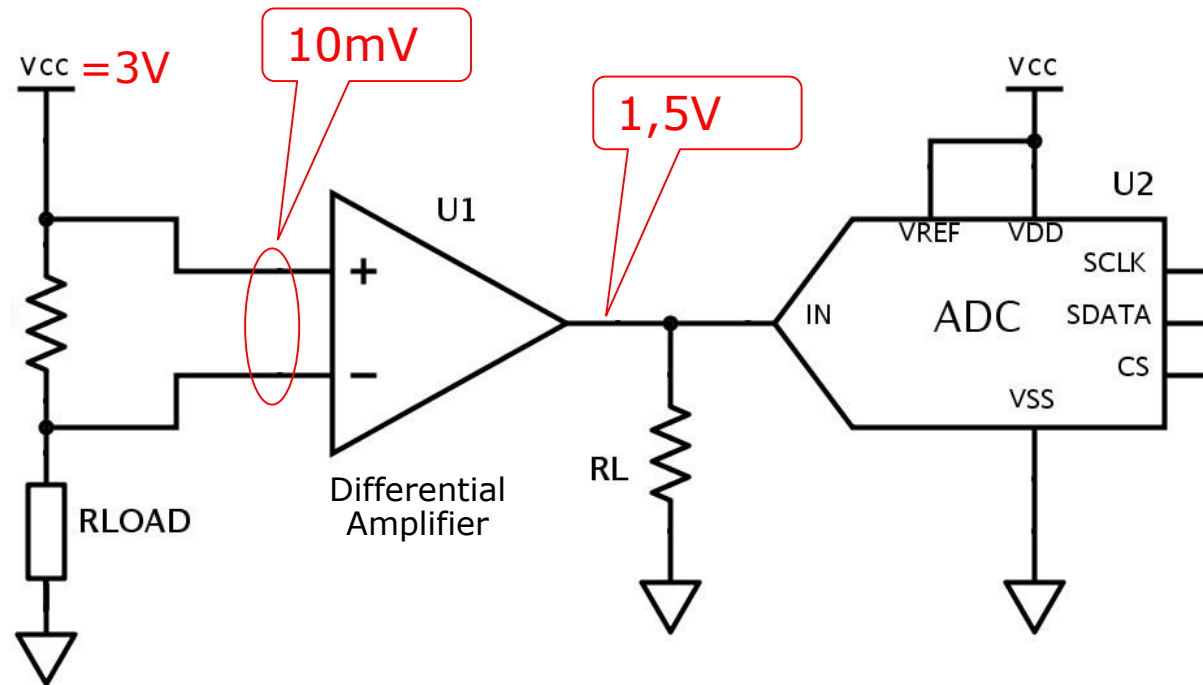 Vcc =3V
10mV
1,5V
Vcc
U1
U2
VREF
VDD
SCLK
+
IN
ADC
SDATA
−
CS
VSS
RL
Differential
Amplifier
RLOAD